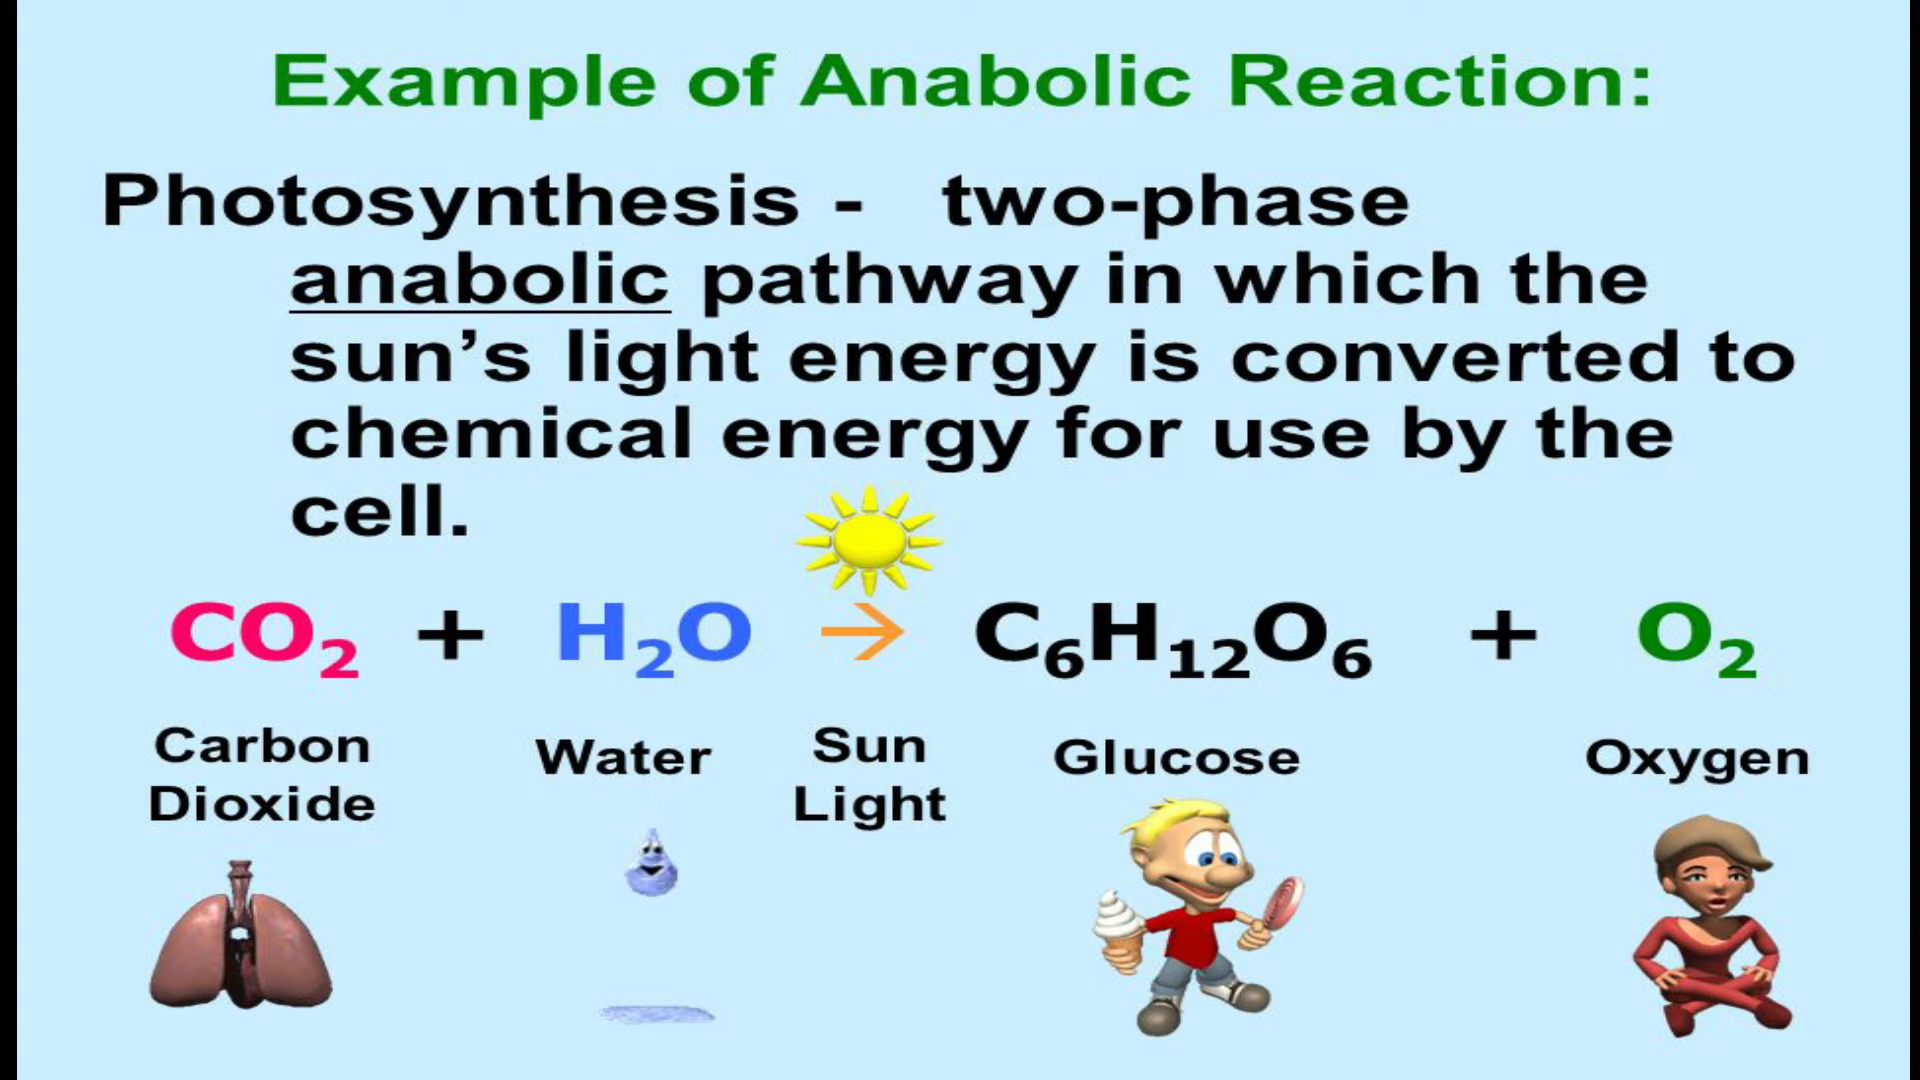 Example of Anabolic Reaction:
Photosynthesis - two-phase
anabolic pathway in which the
sun’s light energy is converted to
chemical energy for use by the
cell.
CO₂ + H₂O → C₆H₁₂O₆ + O₂
Carbon Dioxide
Water
Sun Light
Glucose
Oxygen